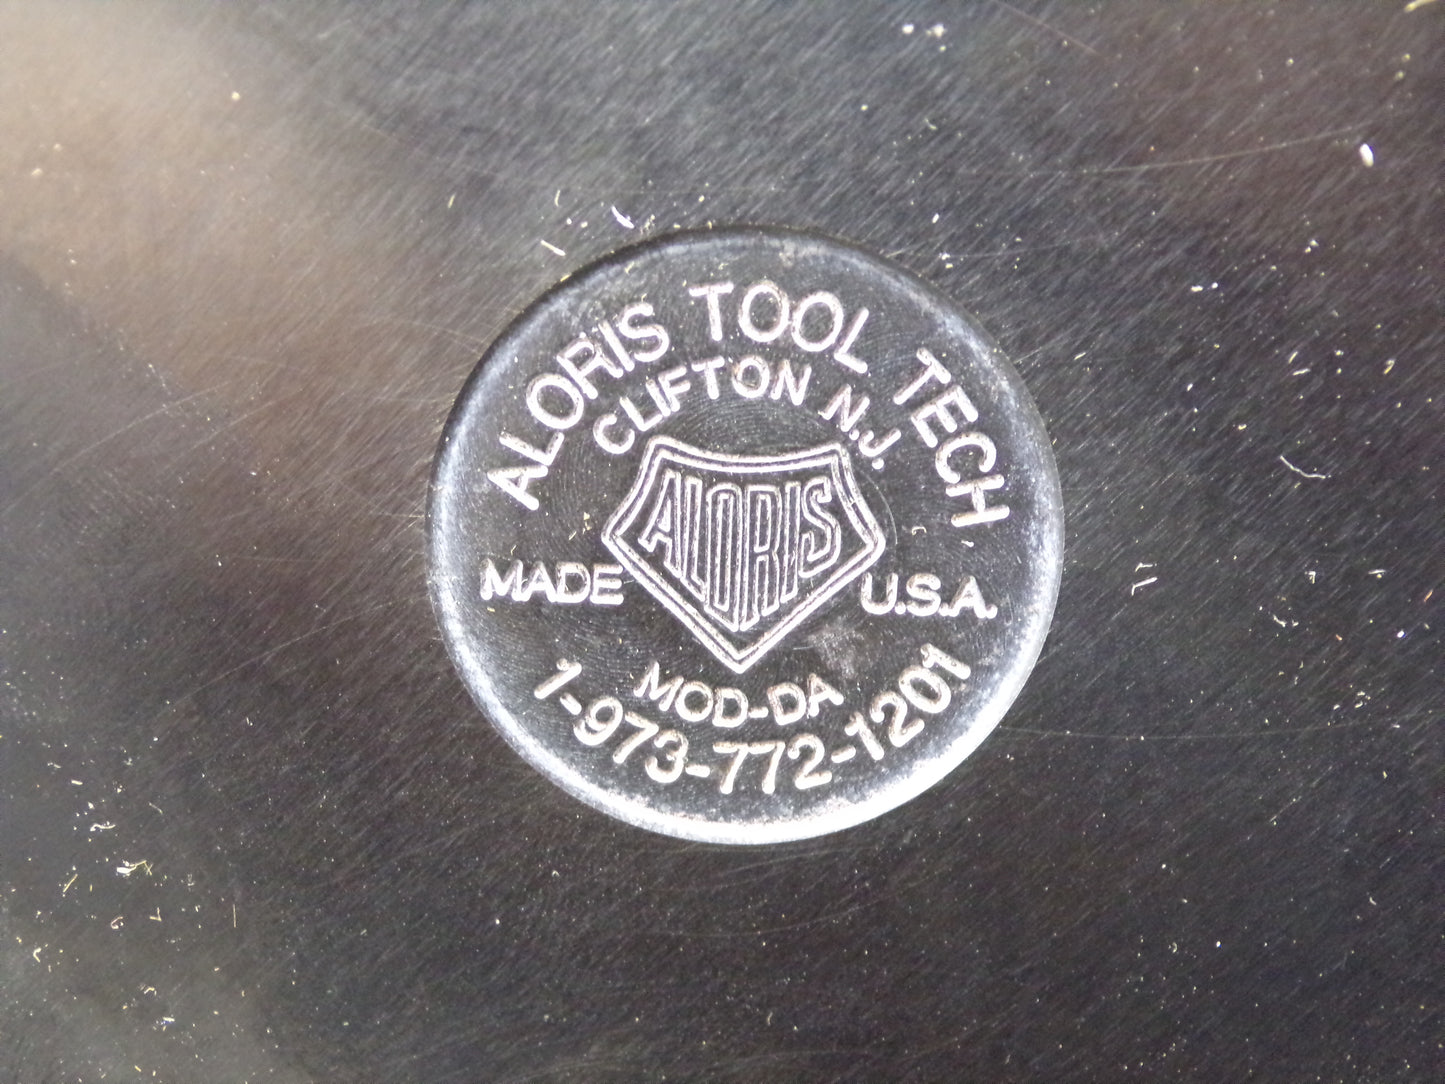 ALORIS TOOL TECH
CLIFTON N.J.
ALORIS
MADE U.S.A.
MOD-DA
1-973-772-1201